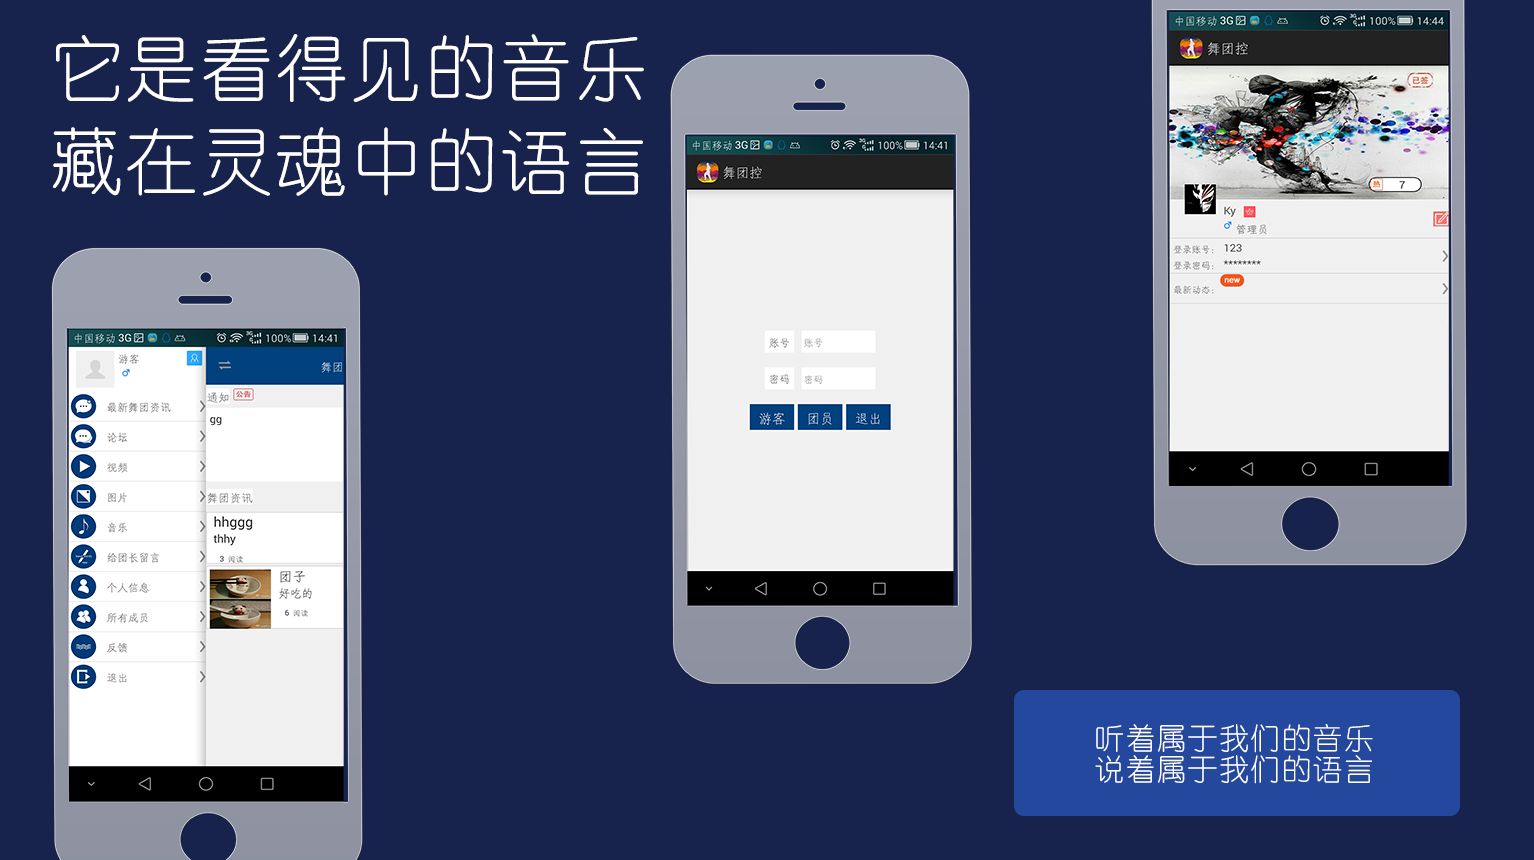 它是看得见的音乐
藏在灵魂中的语言
中国移动 3G 100% 14:41
游客
舞团
最新舞团资讯
论坛
视频
图片
音乐
给团长留言
个人信息
所有成员
反馈
退出
通知 公告
gg
舞团资讯
hhggg
thhy
3 阅读
团子
好吃的
6 阅读
中国移动 3G 3G 100% 14:41
舞团控
账号 账号
密码 密码
游客 团员 退出
中国移动 3G 3G 100% 14:44
舞团控
已签
热 7
Ky
管理员
登录账号: 123
登录密码: ********
最新动态: new
听着属于我们的音乐
说着属于我们的语言